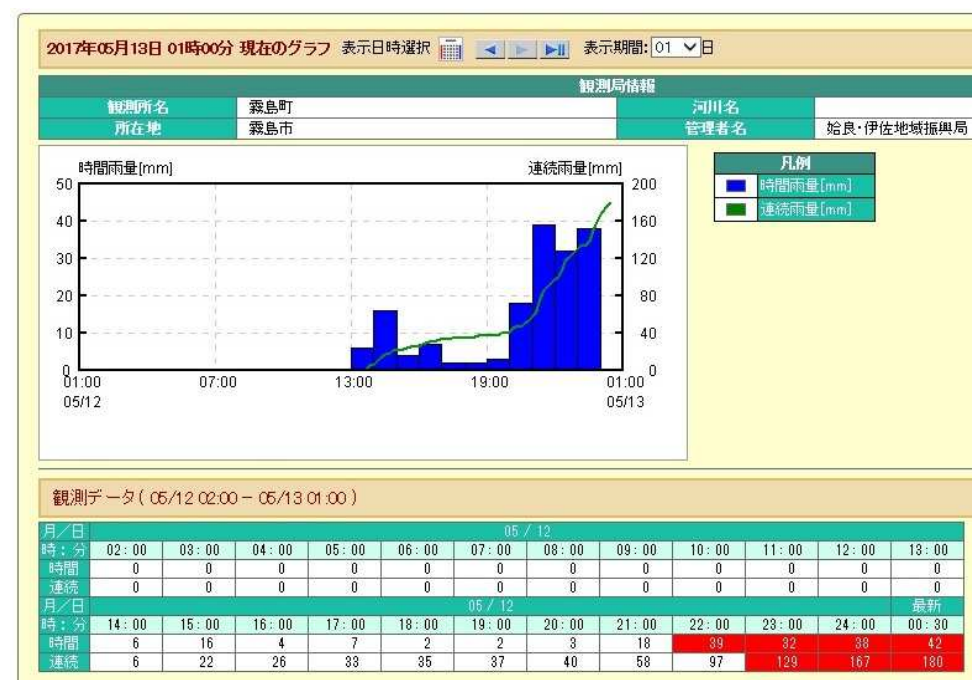 2017年05月13日 01時00分 現在のグラフ 表示日時選択 表示期間: 01 日
観測局情報
観測所名 霧島町 河川名
所在地 霧島市 管理者名 姶良・伊佐地域振興局
時間雨量[mm] 連続雨量[mm]
50 200
40 160
30 120
20 80
10 40
0 0
01:00 07:00 13:00 19:00 01:00
05/12 05/13
凡例
時間雨量[mm]
連続雨量[mm]
観測データ( 05/12 02:00 - 05/13 01:00 )
月/日 05 / 12
時:分 02:00 03:00 04:00 05:00 06:00 07:00 08:00 09:00 10:00 11:00 12:00 13:00
時間 0 0 0 0 0 0 0 0 0 0 0 0
連続 0 0 0 0 0 0 0 0 0 0 0 0
月/日 05 / 12 最新
時:分 14:00 15:00 16:00 17:00 18:00 19:00 20:00 21:00 22:00 23:00 24:00 00:30
時間 6 16 4 7 2 2 3 18 39 32 38 42
連続 6 22 26 33 35 37 40 58 97 129 167 180